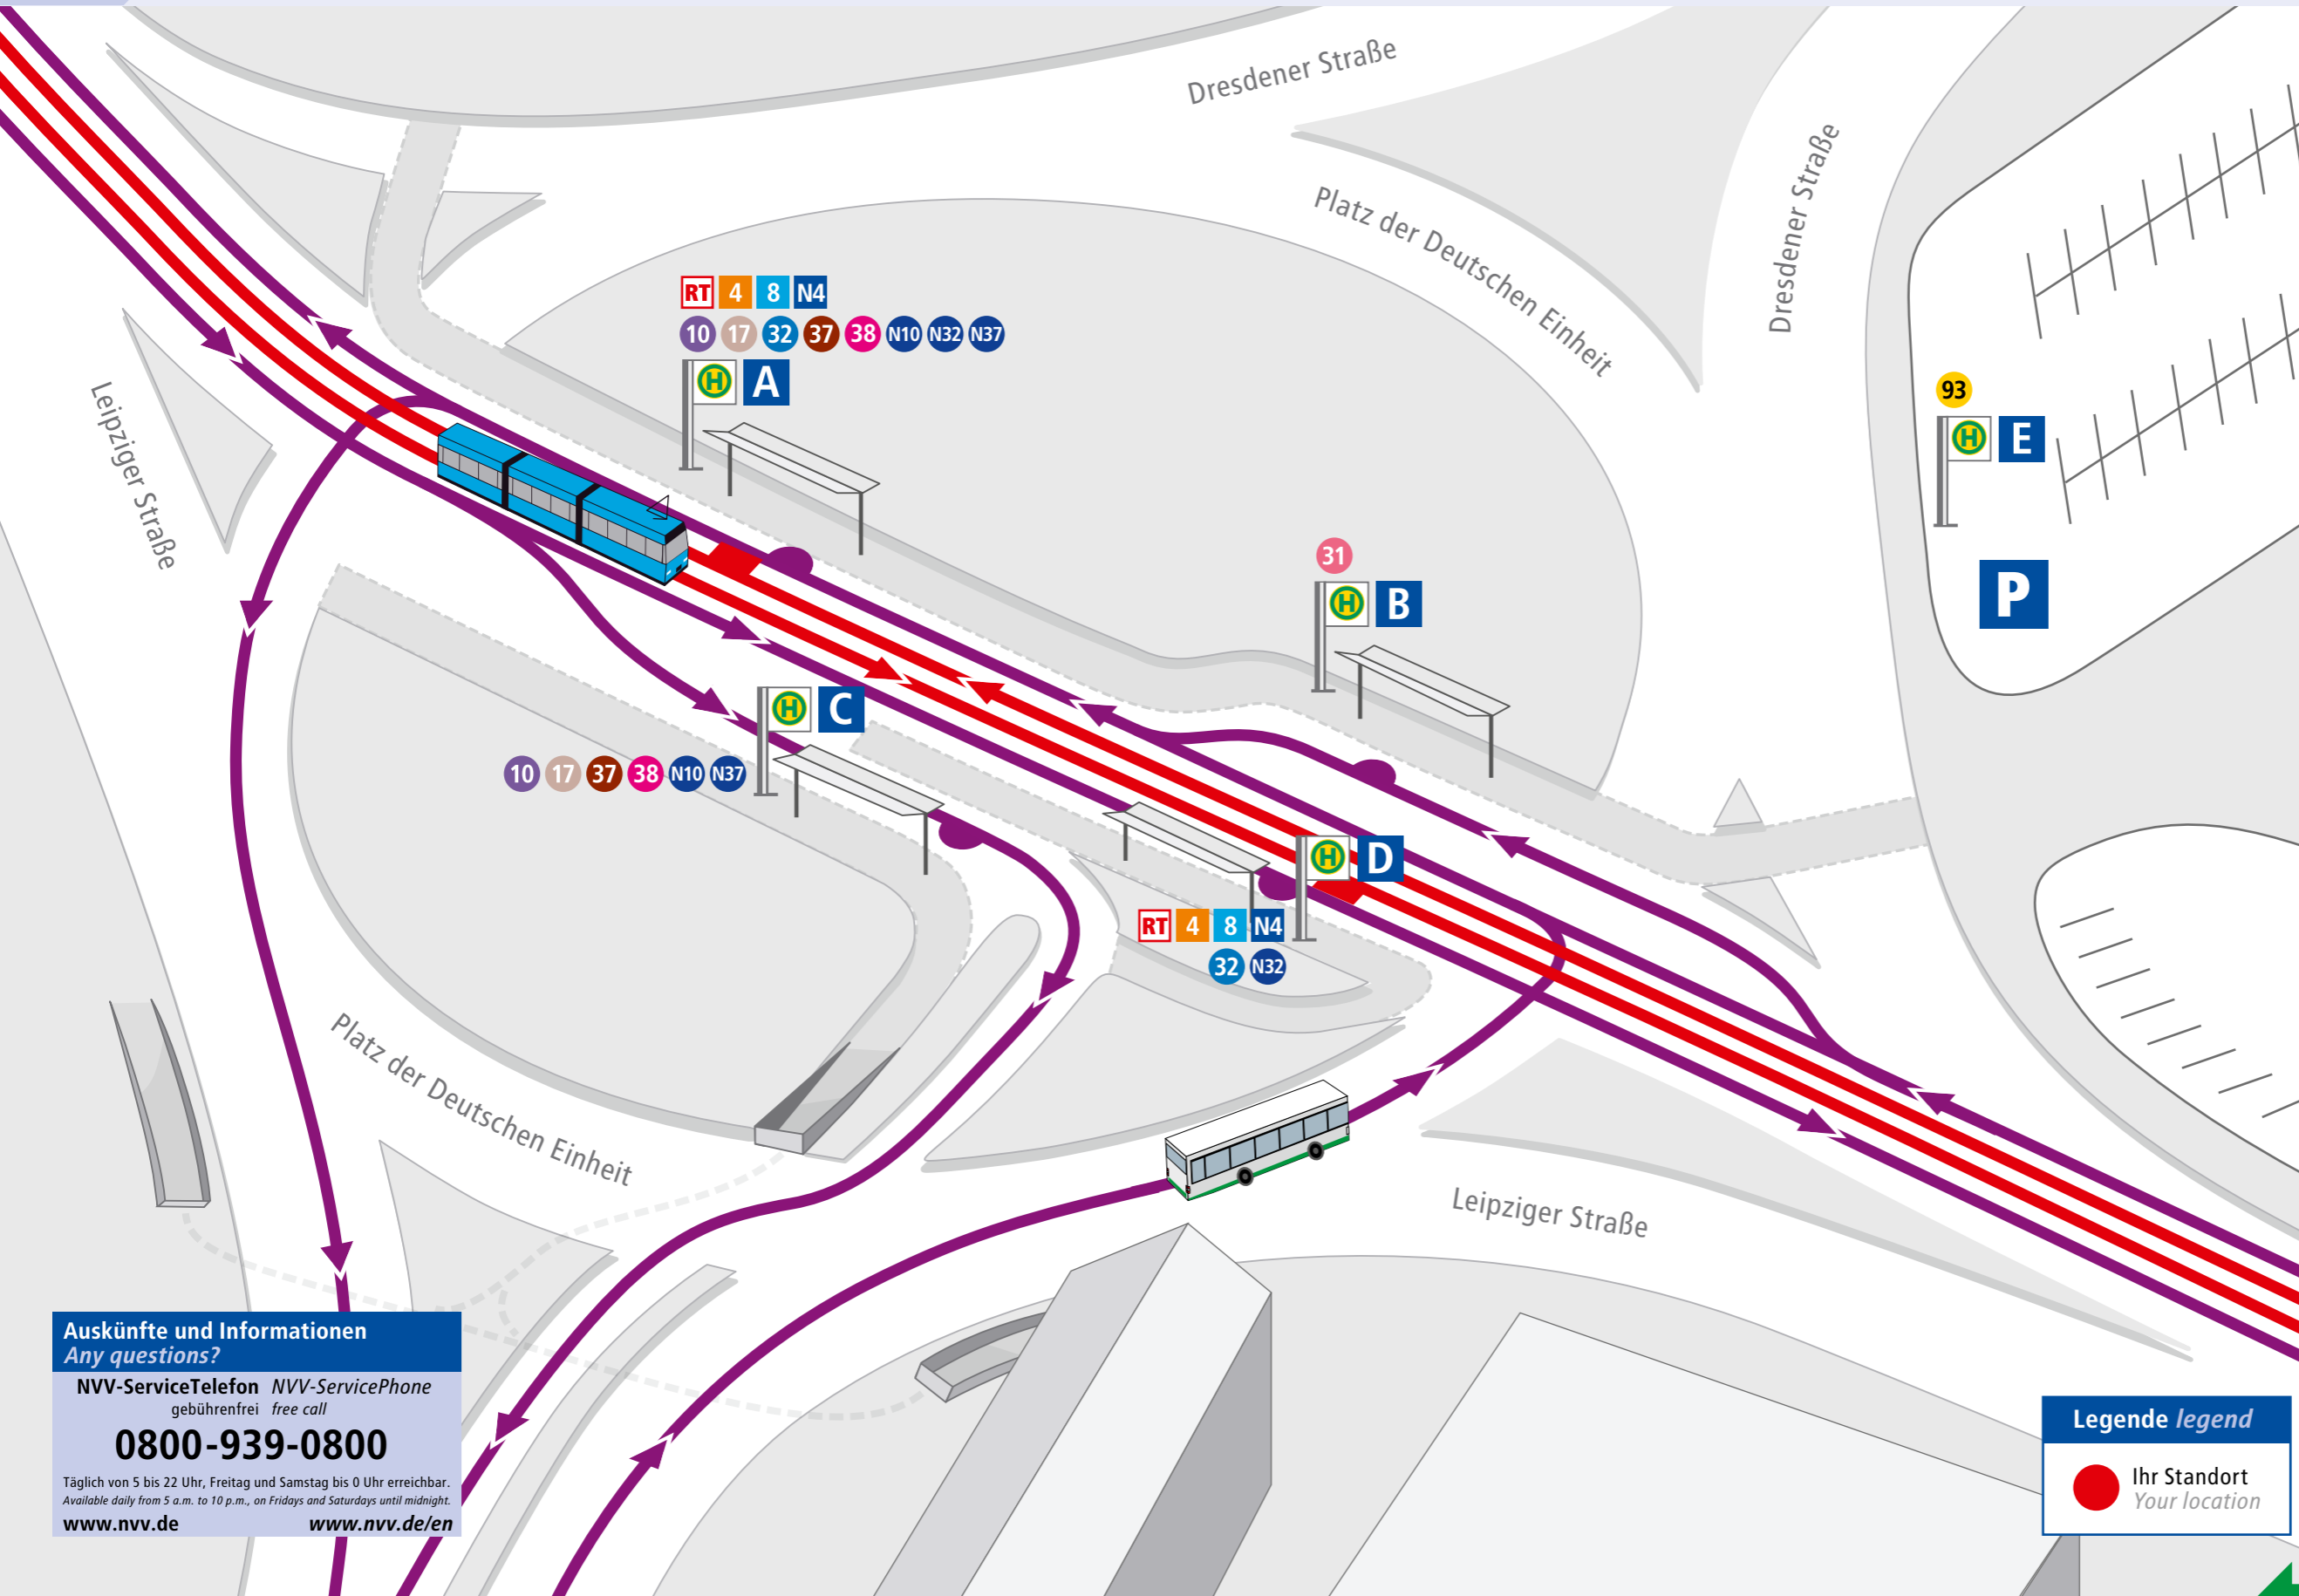 Dresdener Straße
Dresdener Straße
Platz der Deutschen Einheit
RT 4 8 N4
10 17 32 37 38 N10 N32 N37
H A
93
H E
P
Leipziger Straße
31
H B
H C
10 17 37 38 N10 N37
H D
RT 4 8 N4
32 N32
Platz der Deutschen Einheit
Leipziger Straße
Auskünfte und Informationen
Any questions?
NVV-ServiceTelefon NVV-ServicePhone
gebührenfrei free call
0800-939-0800
Täglich von 5 bis 22 Uhr, Freitag und Samstag bis 0 Uhr erreichbar.
Available daily from 5 a.m. to 10 p.m., on Fridays and Saturdays until midnight.
www.nvv.de www.nvv.de/en
Legende legend
Ihr Standort
Your location